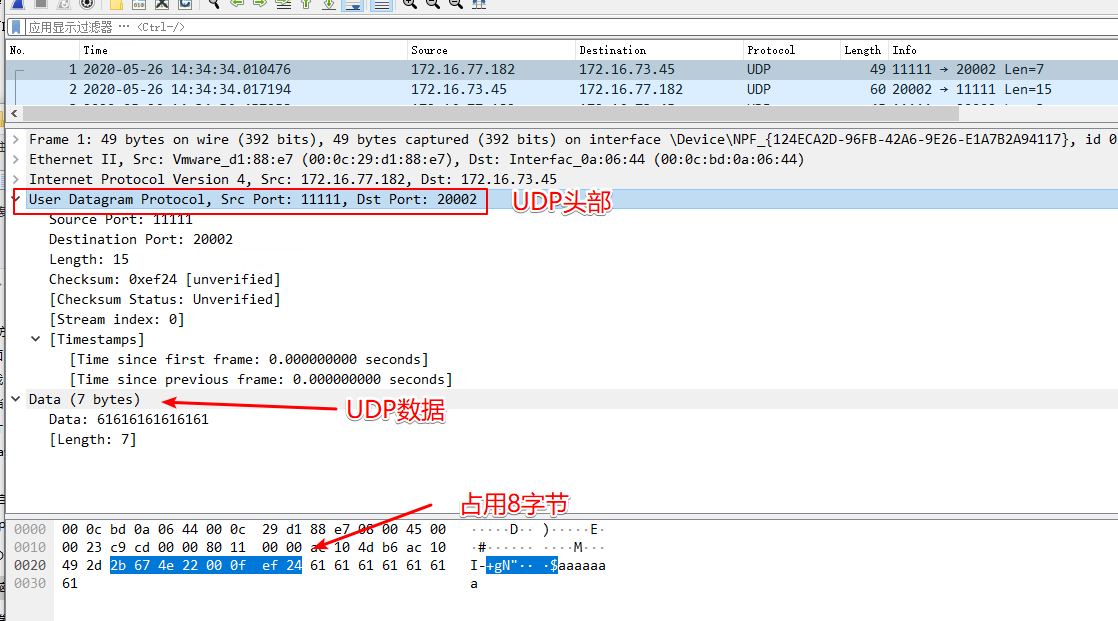 应用显示过滤器 … <Ctrl-/>
No. Time Source Destination Protocol Length Info
1 2020-05-26 14:34:34.010476 172.16.77.182 172.16.73.45 UDP 49 11111 → 20002 Len=7
2 2020-05-26 14:34:34.017194 172.16.73.45 172.16.77.182 UDP 60 20002 → 11111 Len=15
Frame 1: 49 bytes on wire (392 bits), 49 bytes captured (392 bits) on interface \Device\NPF_{124ECA2D-96FB-42A6-9E26-E1A7B2A94117}, id 0
Ethernet II, Src: Vmware_d1:88:e7 (00:0c:29:d1:88:e7), Dst: Interfac_0a:06:44 (00:0c:bd:0a:06:44)
Internet Protocol Version 4, Src: 172.16.77.182, Dst: 172.16.73.45
User Datagram Protocol, Src Port: 11111, Dst Port: 20002
UDP头部
Source Port: 11111
Destination Port: 20002
Length: 15
Checksum: 0xef24 [unverified]
[Checksum Status: Unverified]
[Stream index: 0]
[Timestamps]
[Time since first frame: 0.000000000 seconds]
[Time since previous frame: 0.000000000 seconds]
Data (7 bytes)
UDP数据
Data: 61616161616161
[Length: 7]
占用8字节
0000 00 0c bd 0a 06 44 00 0c 29 d1 88 e7 08 00 45 00 ·····D·· )·····E·
0010 00 23 c9 cd 00 00 80 11 00 00 ac 10 4d b6 ac 10 ·#······ ····M···
0020 49 2d 2b 67 4e 22 00 0f ef 24 61 61 61 61 61 61 I-+gN"·· ·$aaaaaa
0030 61 a